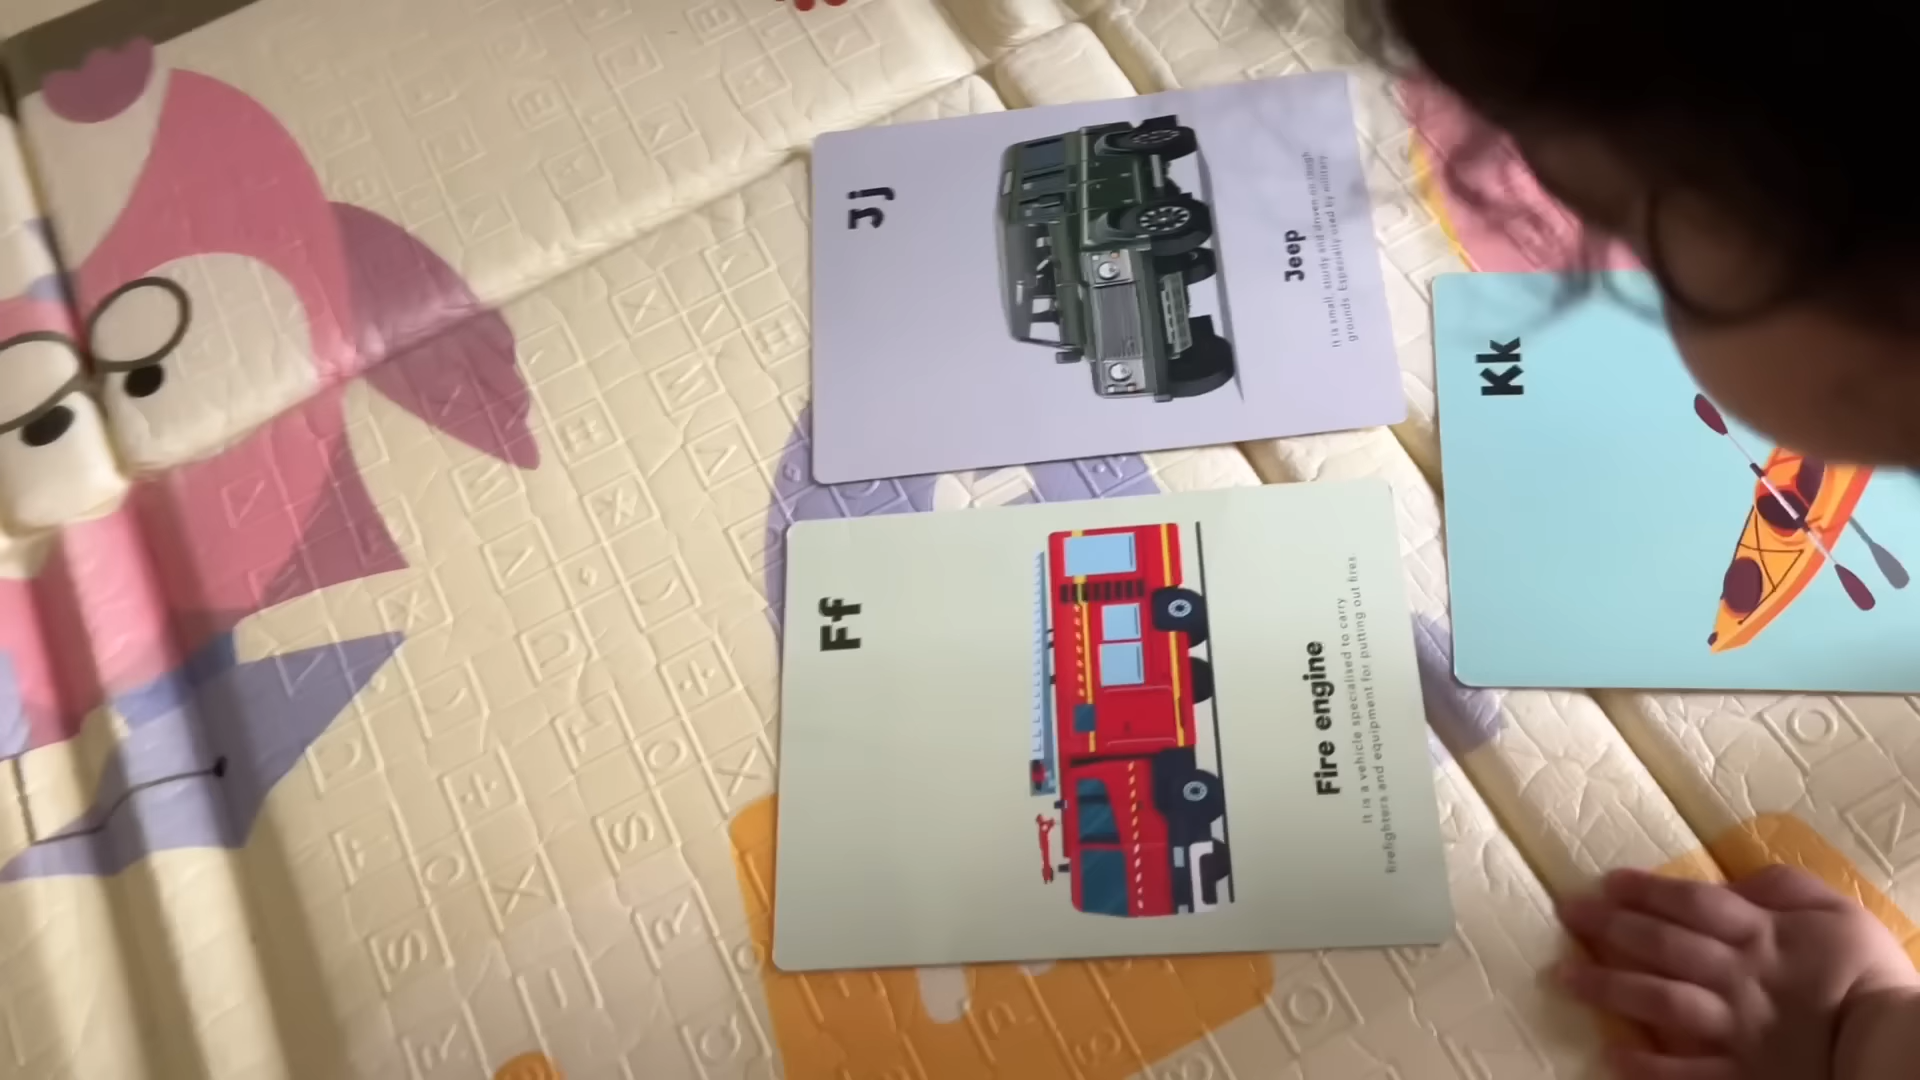 Jj
Jeep
It is small, sturdy and driven on rough
grounds. Especially used by military
Ff
Fire engine
It is a vehicle specialised to carry
firefighters and equipment for putting out fires
Kk